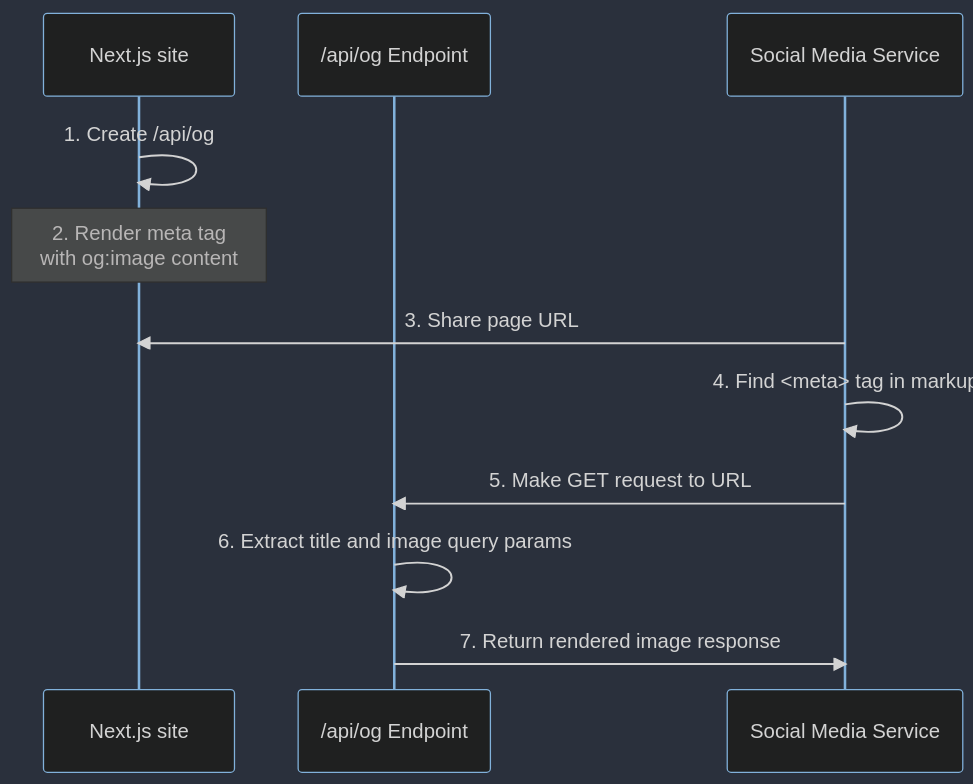 Next.js site
/api/og Endpoint
Social Media Service
1. Create /api/og
2. Render meta tag
with og:image content
3. Share page URL
4. Find <meta> tag in markup
5. Make GET request to URL
6. Extract title and image query params
7. Return rendered image response
Next.js site
/api/og Endpoint
Social Media Service